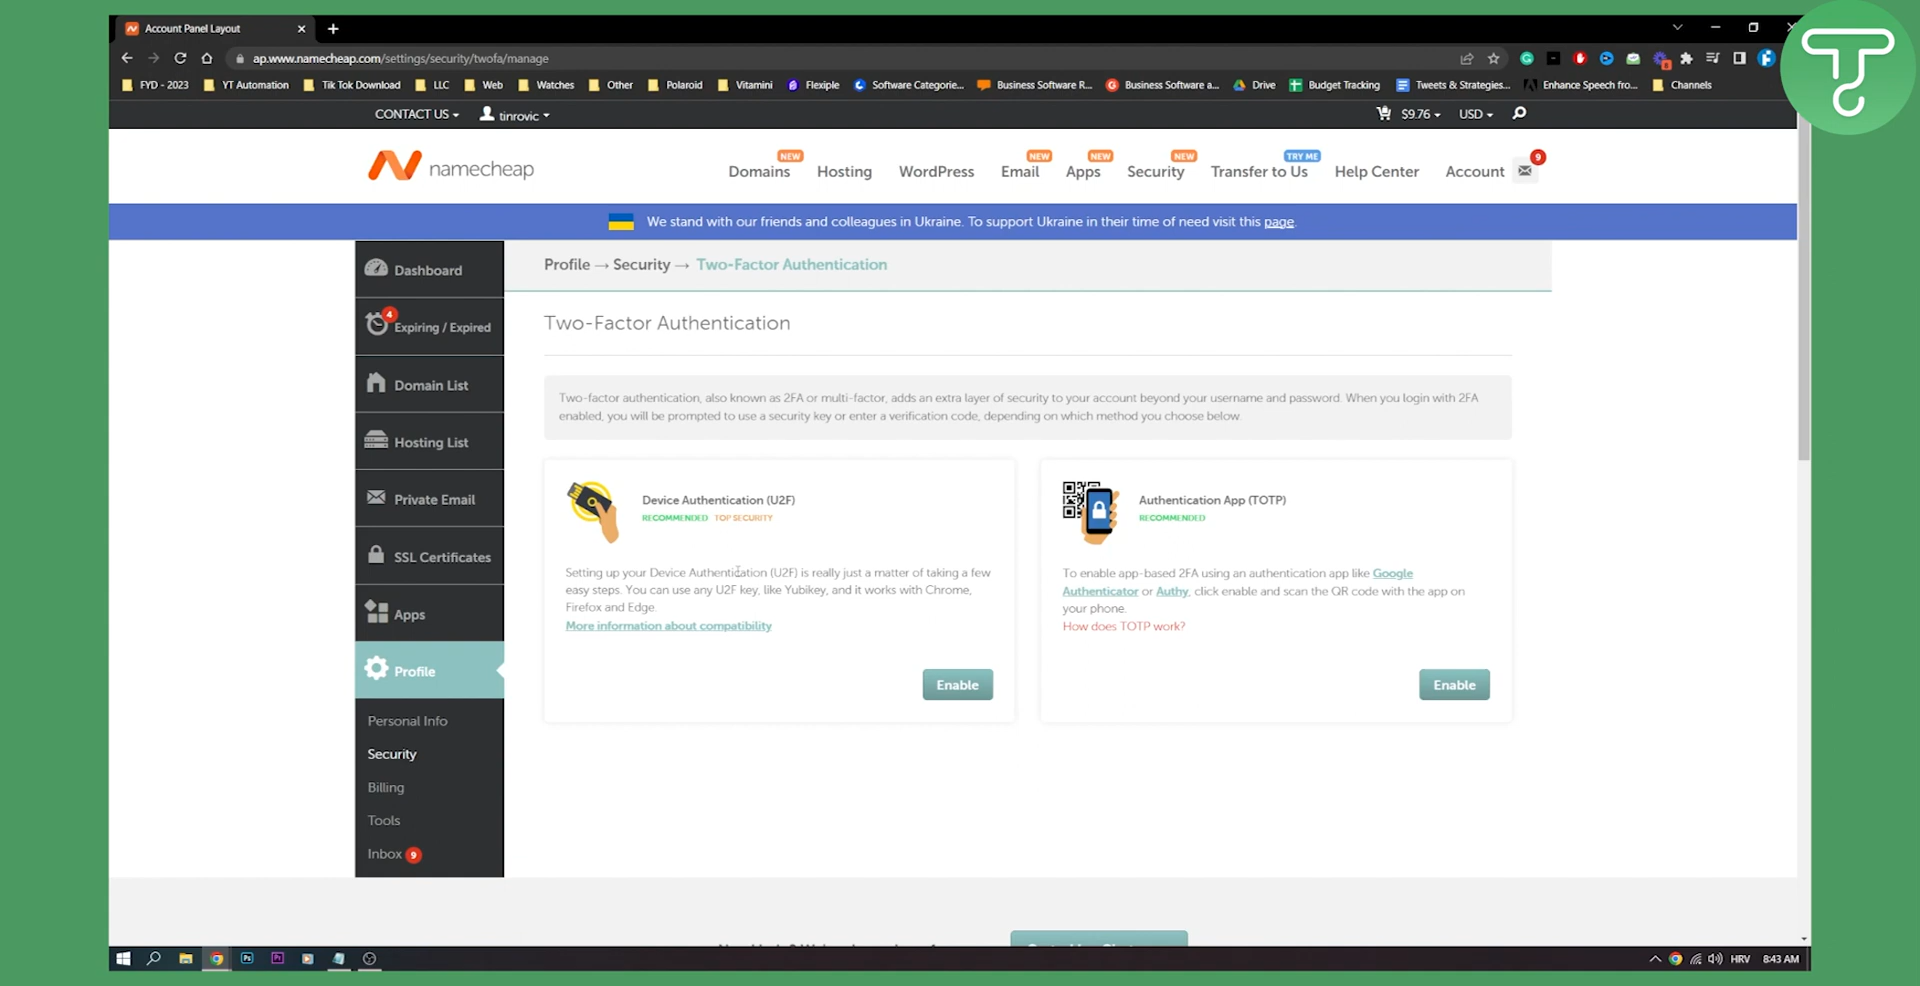 Account Panel Layout
ap.www.namecheap.com/settings/security/twofa/manage
FYD - 2023 YT Automation Tik Tok Download LLC Web Watches Other Polaroid Vitamini Flexiple Software Categorie... Business Software R... Business Software a... Drive Budget Tracking Tweets & Strategies... Enhance Speech fro... Channels
CONTACT US tinrovic $9.76 USD
NEW NEW NEW NEW TRY ME 9
namecheap Domains Hosting WordPress Email Apps Security Transfer to Us Help Center Account
We stand with our friends and colleagues in Ukraine. To support Ukraine in their time of need visit this page.
Dashboard
4
Expiring / Expired
Domain List
Hosting List
Private Email
SSL Certificates
Apps
Profile
Personal Info
Security
Billing
Tools
Inbox 9
Profile → Security → Two-Factor Authentication
Two-Factor Authentication
Two-factor authentication, also known as 2FA or multi-factor, adds an extra layer of security to your account beyond your username and password. When you login with 2FA
enabled, you will be prompted to use a security key or enter a verification code, depending on which method you choose below.
Device Authentication (U2F)
RECOMMENDED TOP SECURITY
Setting up your Device Authentication (U2F) is really just a matter of taking a few
easy steps. You can use any U2F key, like Yubikey, and it works with Chrome,
Firefox and Edge.
More information about compatibility
Enable
Authentication App (TOTP)
RECOMMENDED
To enable app-based 2FA using an authentication app like Google
Authenticator or Authy, click enable and scan the QR code with the app on
your phone.
How does TOTP work?
Enable
Ps Pr HRV 8:43 AM